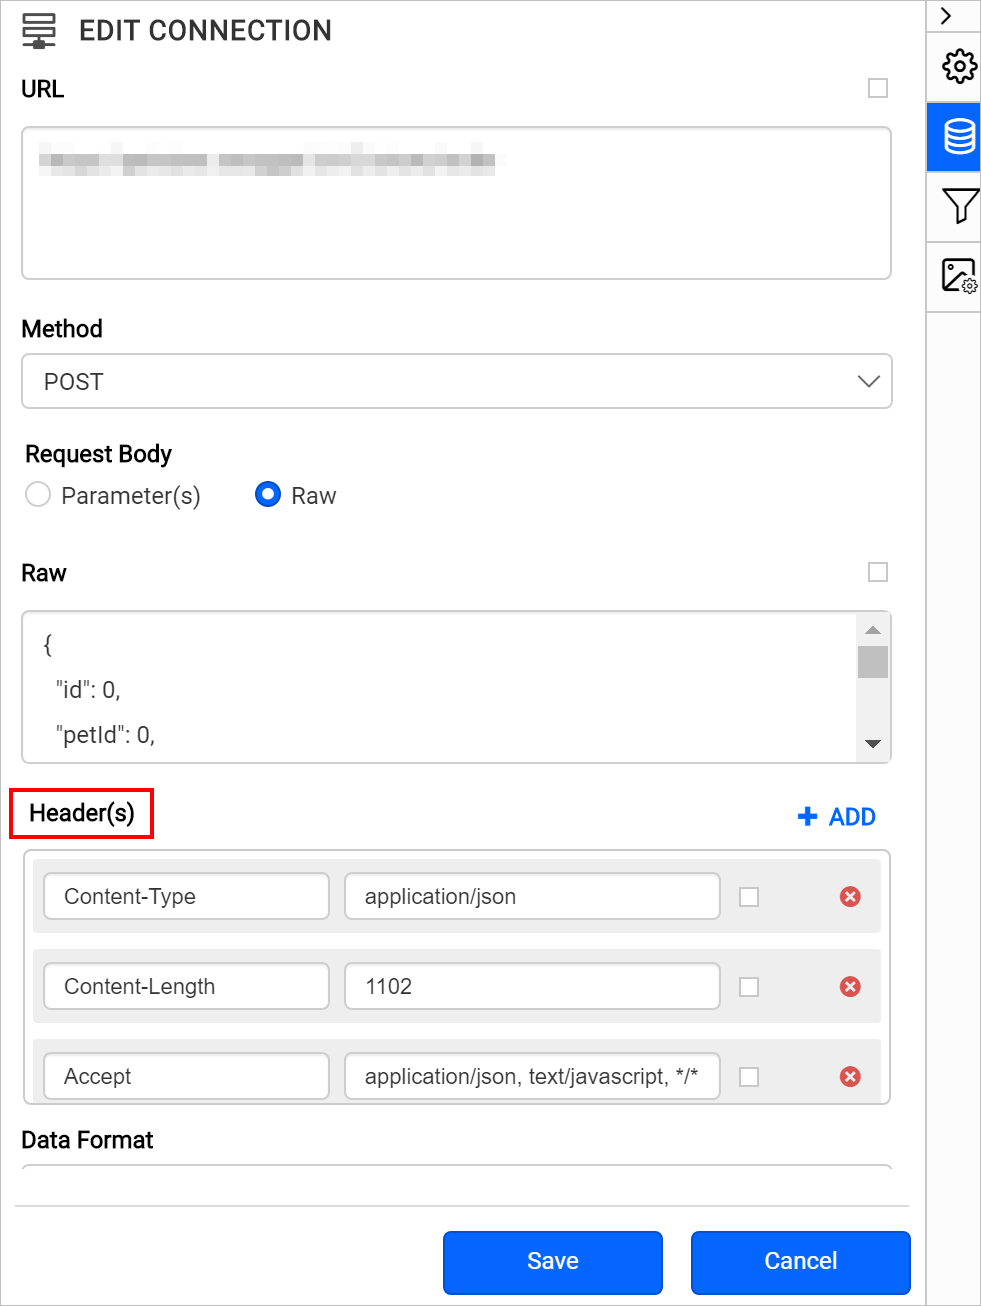 EDIT CONNECTION
URL
Method
POST
Request Body
Parameter(s) Raw
Raw
{
"id": 0,
"petId": 0,
Header(s) ADD
Content-Type application/json
Content-Length 1102
Accept application/json, text/javascript, */*
Data Format
Save Cancel